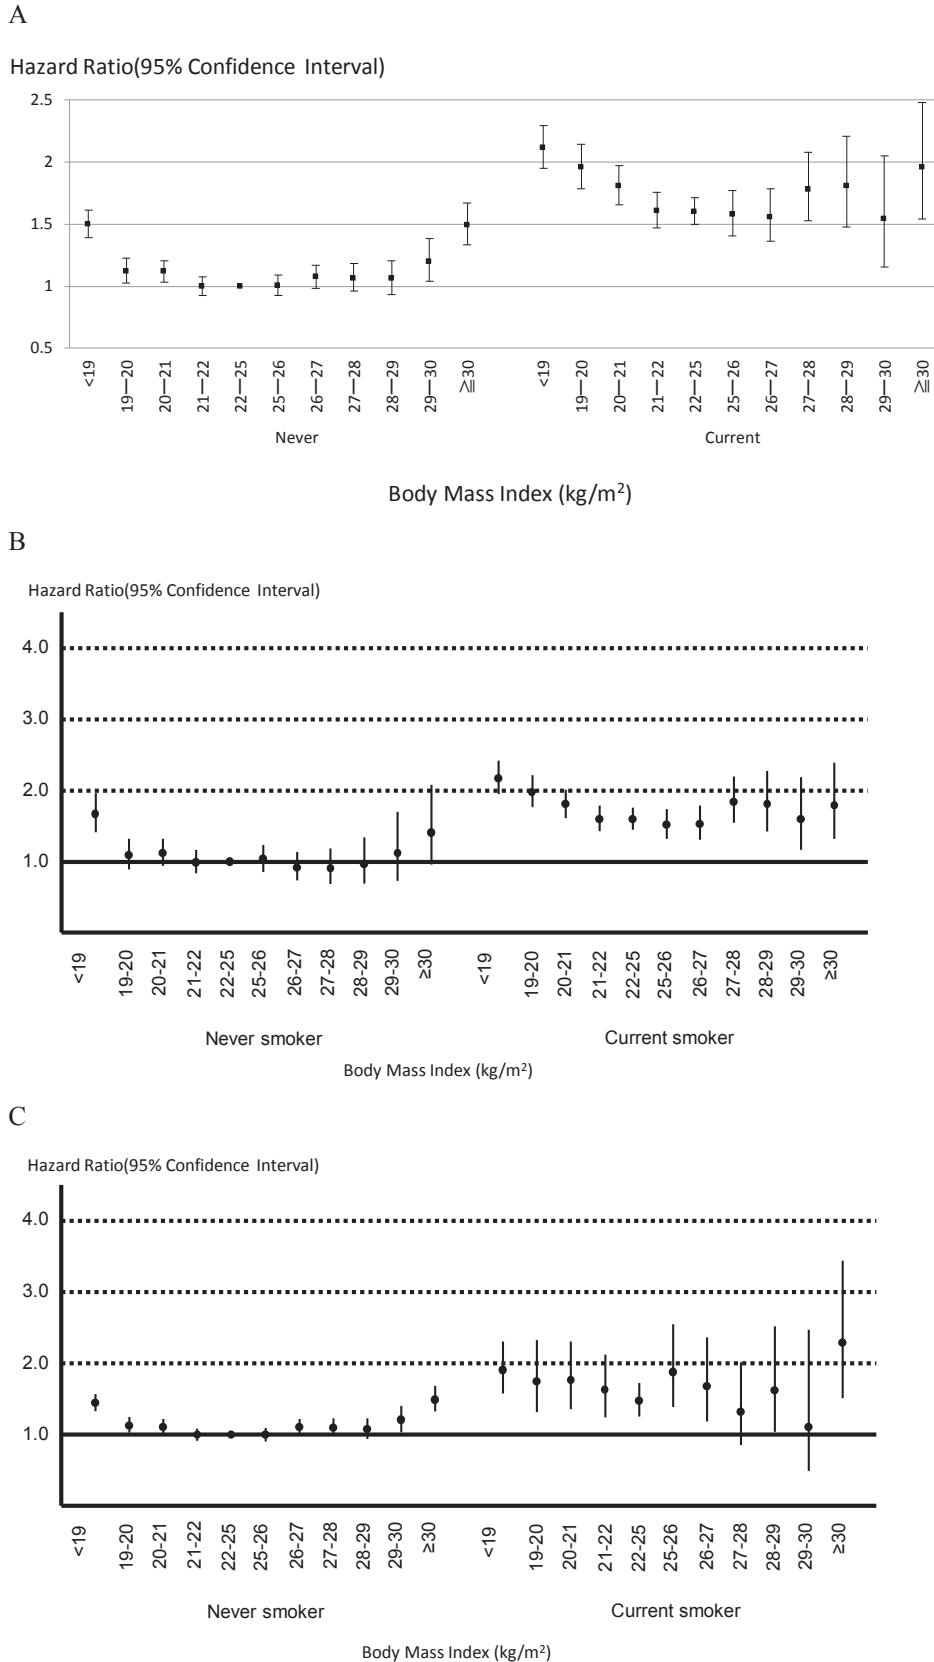 A
Hazard Ratio(95% Confidence Interval)
2.5
2
1.5
1
0.5
<19 19—20 20—21 21—22 22—25 25—26 26—27 27—28 28—29 29—30 ≧30 <19 19—20 20—21 21—22 22—25 25—26 26—27 27—28 28—29 29—30 ≧30
Never Current
Body Mass Index (kg/m²)
B
Hazard Ratio(95% Confidence Interval)
4.0
3.0
2.0
1.0
<19 19-20 20-21 21-22 22-25 25-26 26-27 27-28 28-29 29-30 ≥30 <19 19-20 20-21 21-22 22-25 25-26 26-27 27-28 28-29 29-30 ≥30
Never smoker Current smoker
Body Mass Index (kg/m²)
C
Hazard Ratio(95% Confidence Interval)
4.0
3.0
2.0
1.0
<19 19-20 20-21 21-22 22-25 25-26 26-27 27-28 28-29 29-30 ≥30 <19 19-20 20-21 21-22 22-25 25-26 26-27 27-28 28-29 29-30 ≥30
Never smoker Current smoker
Body Mass Index (kg/m²)